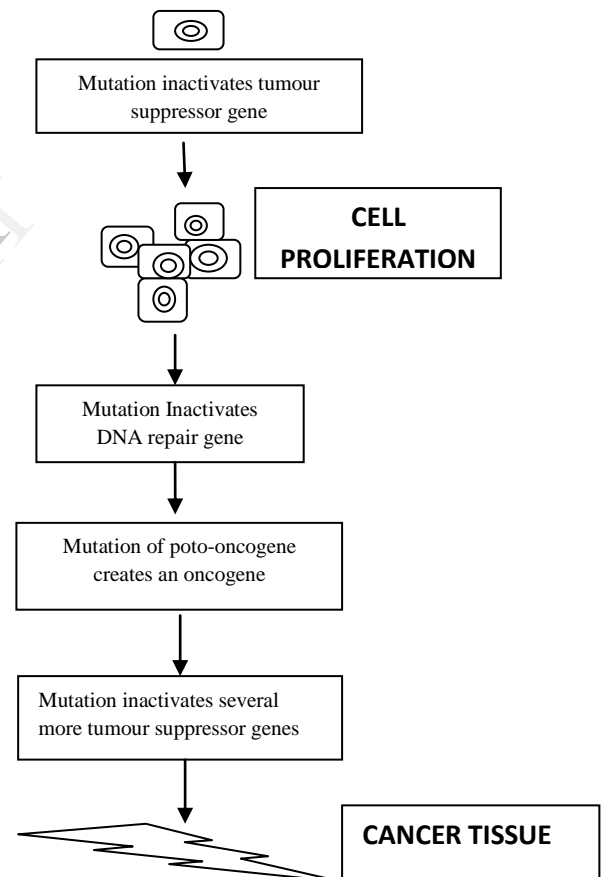 Mutation inactivates tumour
suppressor gene
CELL
PROLIFERATION
Mutation Inactivates
DNA repair gene
Mutation of poto-oncogene
creates an oncogene
Mutation inactivates several
more tumour suppressor genes
CANCER TISSUE